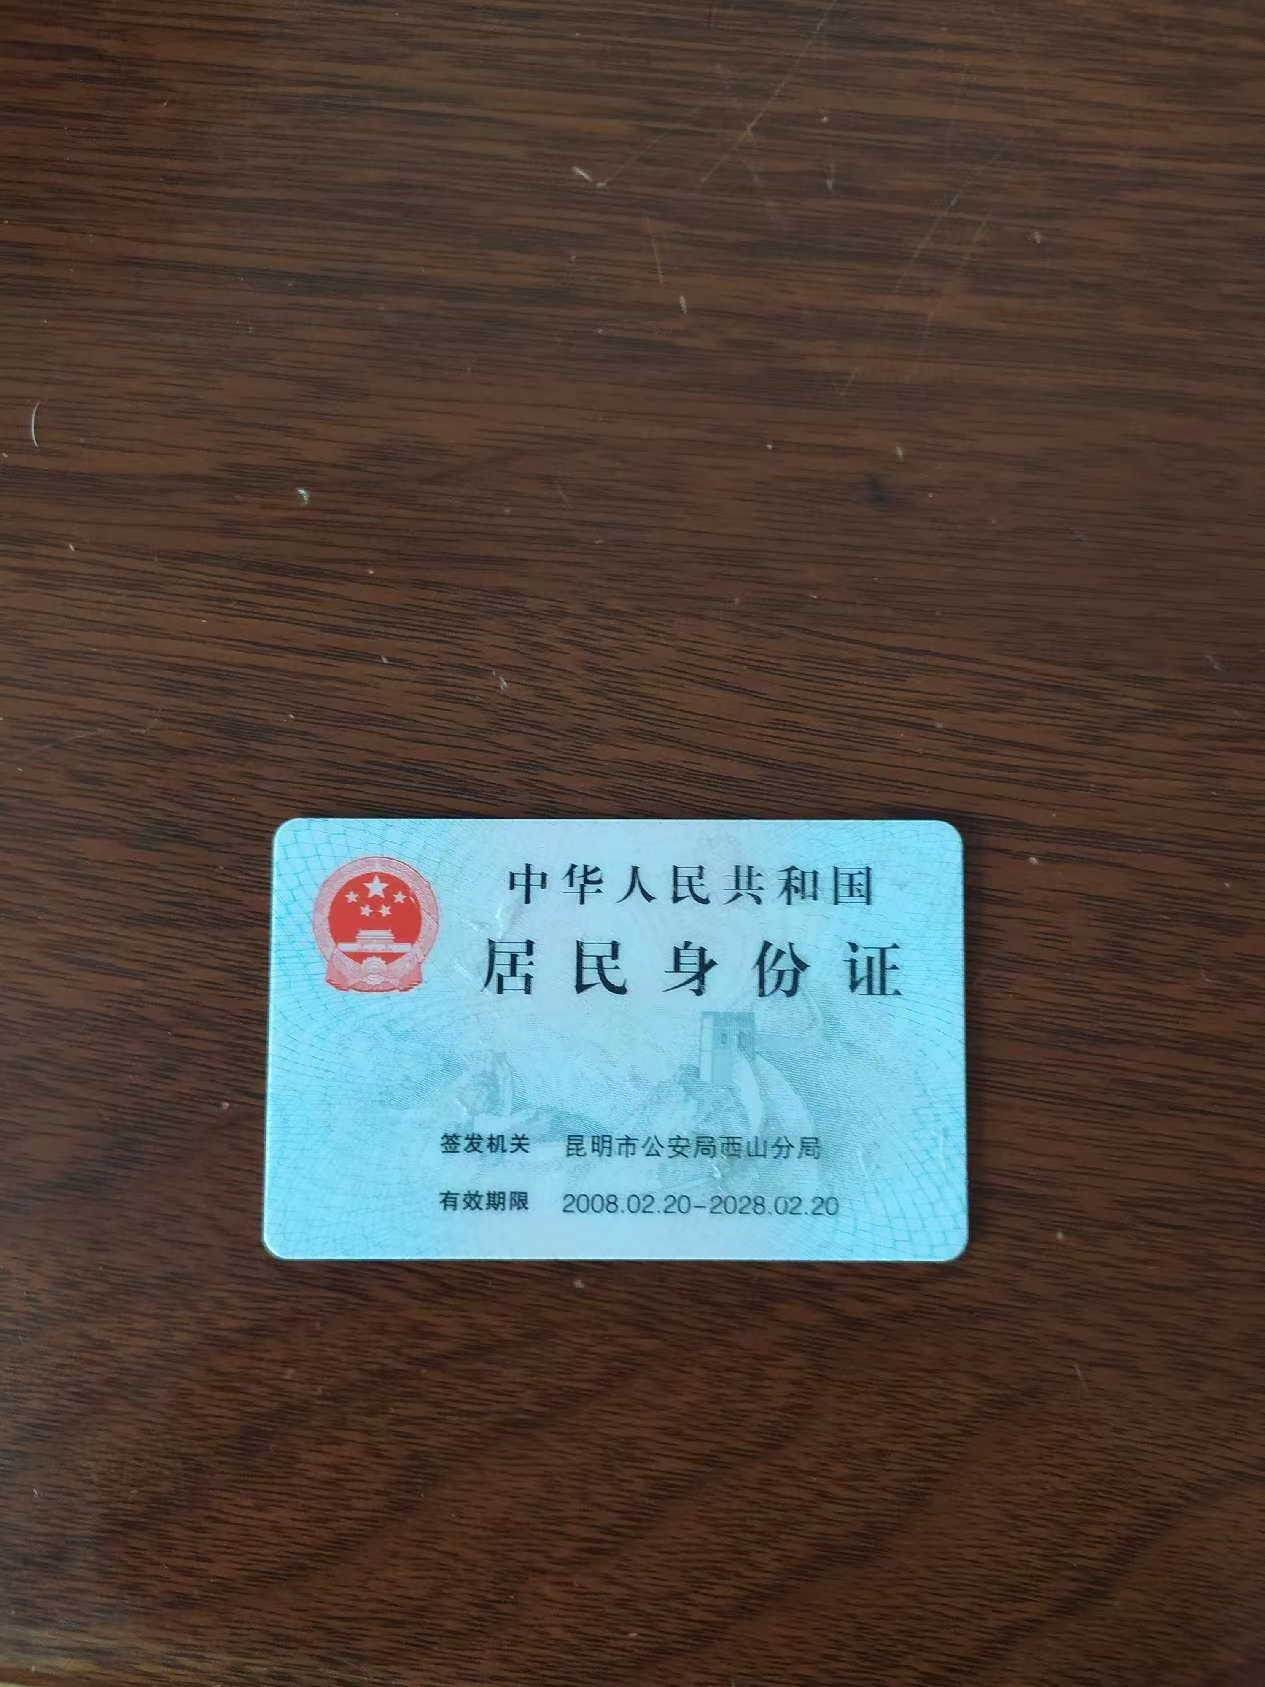 中华人民共和国
居民身份证
签发机关 昆明市公安局西山分局
有效期限 2008.02.20-2028.02.20